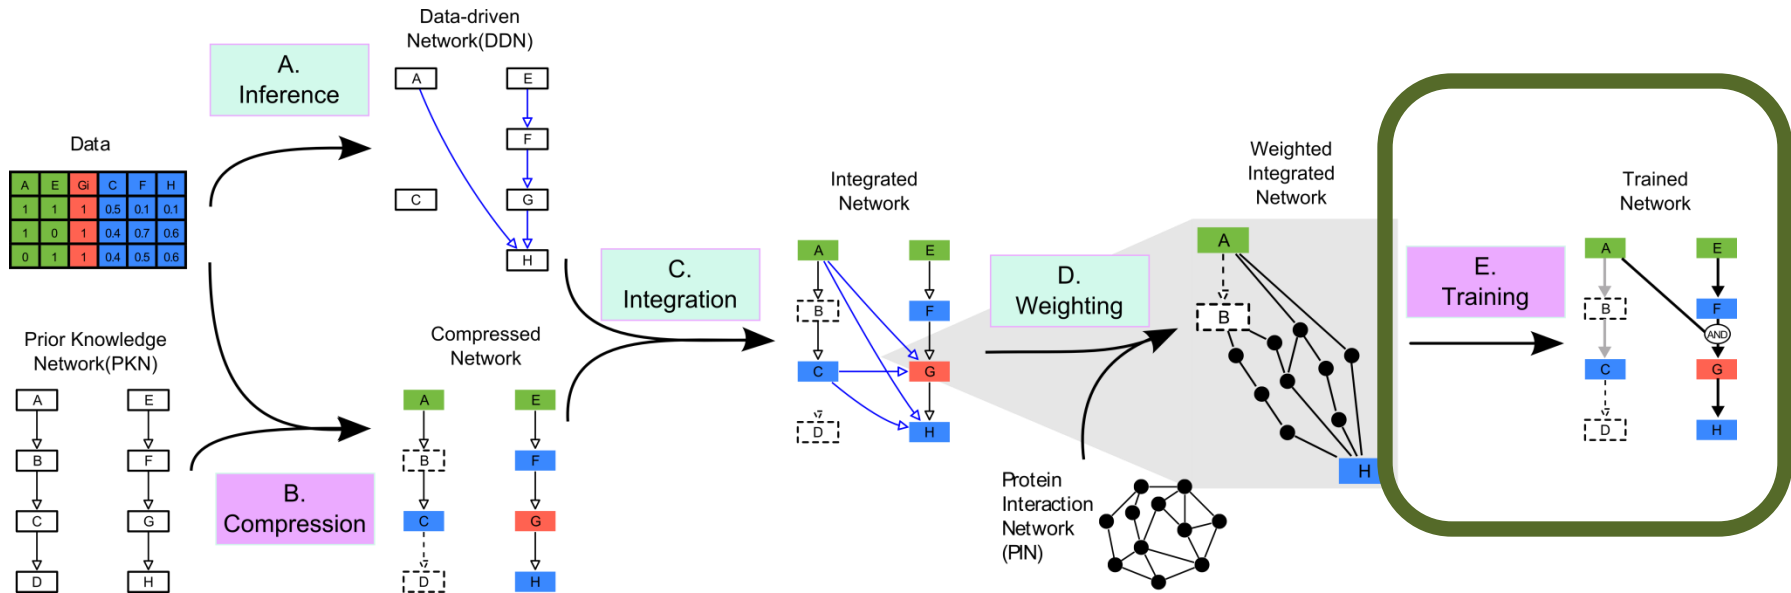 Data-driven
Network(DDN)
A.
Inference
A
E
F
C
G
H
Data
A E Gi C F H
1 1 1 0.5 0.1 0.1
1 0 1 0.4 0.7 0.6
0 1 1 0.4 0.5 0.6
Prior Knowledge
Network(PKN)
A E
B F
C G
D H
B.
Compression
Compressed
Network
A E
B F
C G
D H
C.
Integration
Integrated
Network
A E
B F
C G
D H
D.
Weighting
Protein
Interaction
Network
(PIN)
Weighted
Integrated
Network
A
B
H
E.
Training
Trained
Network
A E
B F
AND
C G
D H